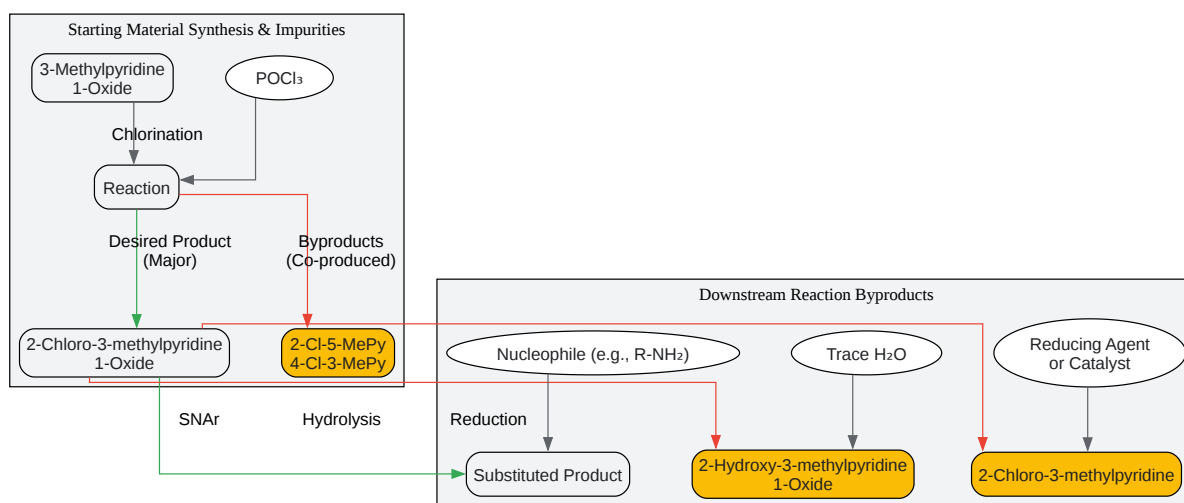 Starting Material Synthesis & Impurities
3-Methylpyridine
1-Oxide
POCl₃
Chlorination
Reaction
Desired Product
(Major)
Byproducts
(Co-produced)
2-Chloro-3-methylpyridine
1-Oxide
2-Cl-5-MePy
4-Cl-3-MePy
Downstream Reaction Byproducts
Nucleophile (e.g., R-NH₂)
Trace H₂O
Reducing Agent
or Catalyst
SNAr
Hydrolysis
Reduction
Substituted Product
2-Hydroxy-3-methylpyridine
1-Oxide
2-Chloro-3-methylpyridine